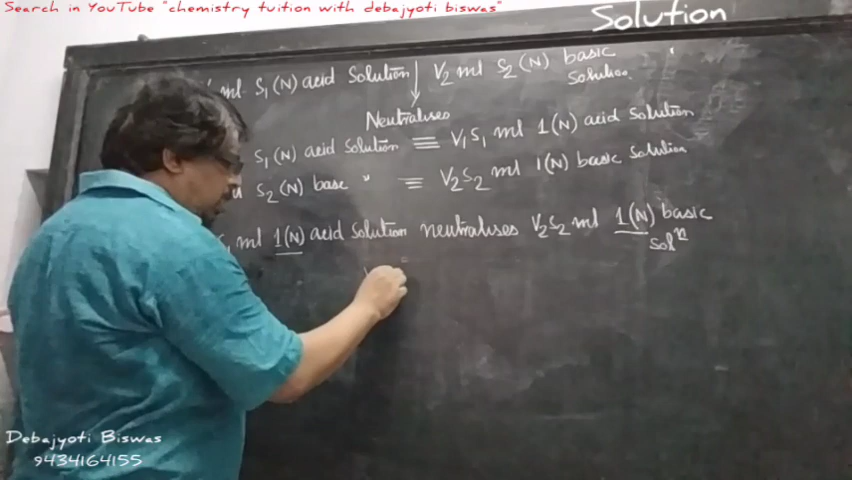 Search in YouTube "chemistry tuition with debajyoti biswas"
Solution
ml S₁(N) acid Solution V₂ ml S₂(N) basic
Solution
Neutralises
S₁(N) acid Solution ≡ V₁S₁ ml 1(N) acid Solution
S₂(N) base " ≡ V₂S₂ ml 1(N) basic Solution
ml 1(N) acid Solution neutralises V₂S₂ ml 1(N) basic
Solⁿ
Debajyoti Biswas
9434164155